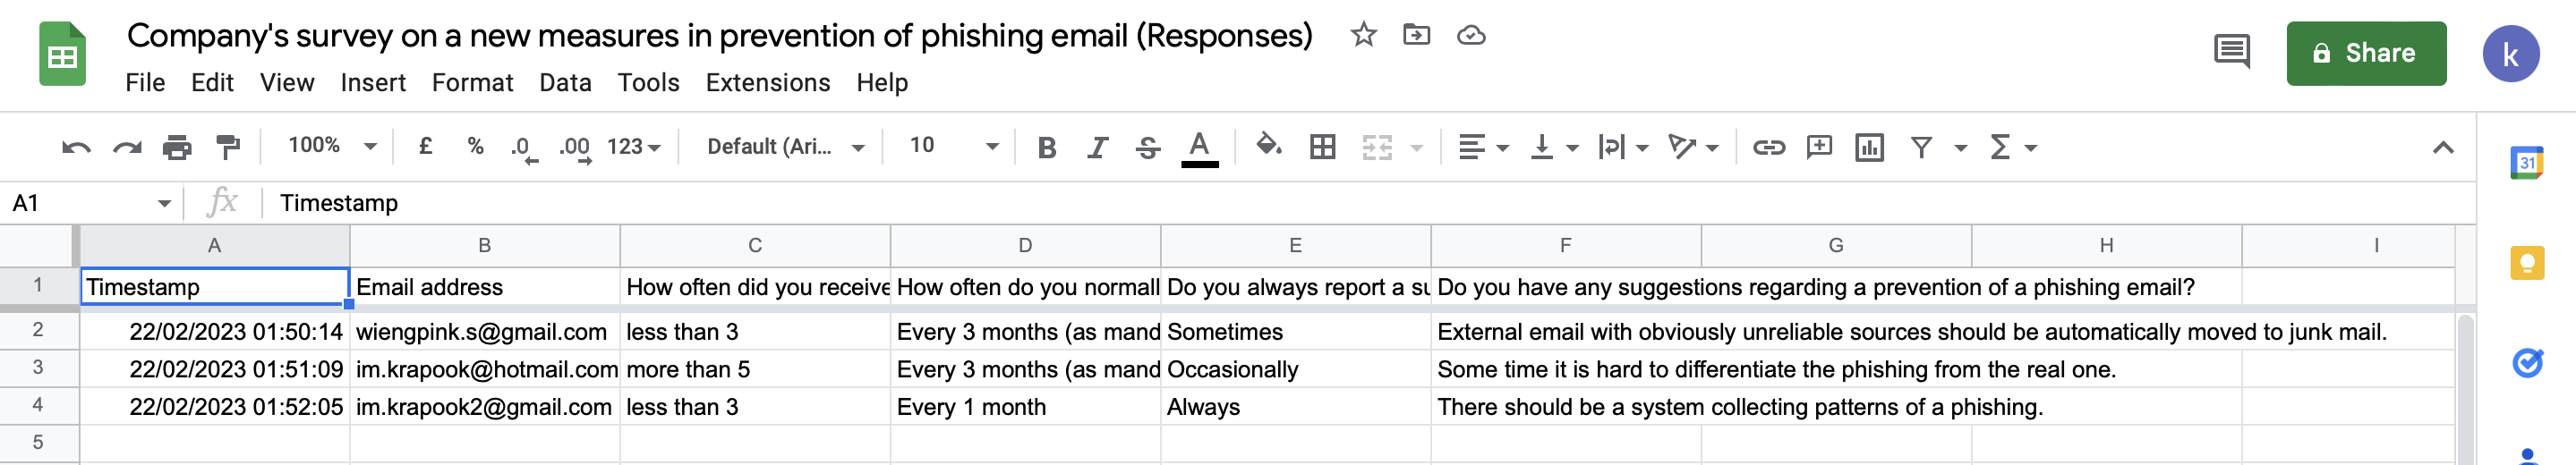 Company's survey on a new measures in prevention of phishing email (Responses)
File Edit View Insert Format Data Tools Extensions Help
Share
k
100% £ % .0 .00 123 Default (Ari... 10 B I S A Σ
31
A1 fx Timestamp
A B C D E F G H I
1 Timestamp Email address How often did you receive How often do you normall Do you always report a su Do you have any suggestions regarding a prevention of a phishing email?
2 22/02/2023 01:50:14 wiengpink.s@gmail.com less than 3 Every 3 months (as mand Sometimes External email with obviously unreliable sources should be automatically moved to junk mail.
3 22/02/2023 01:51:09 im.krapook@hotmail.com more than 5 Every 3 months (as mand Occasionally Some time it is hard to differentiate the phishing from the real one.
4 22/02/2023 01:52:05 im.krapook2@gmail.com less than 3 Every 1 month Always There should be a system collecting patterns of a phishing.
5